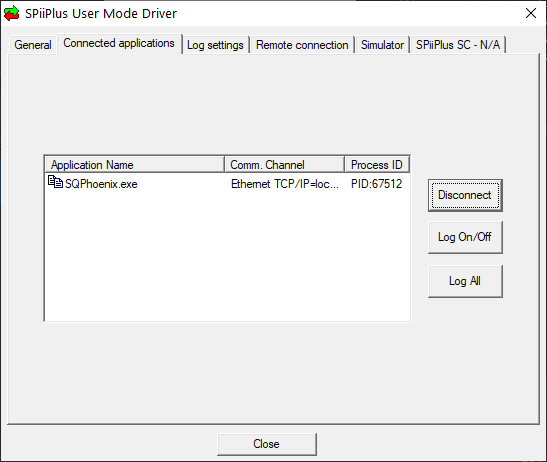 SPiiPlus User Mode Driver
General Connected applications Log settings Remote connection Simulator SPiiPlus SC - N/A
Application Name Comm. Channel Process ID
SQPhoenix.exe Ethernet TCP/IP=loc... PID:67512
Disconnect
Log On/Off
Log All
Close